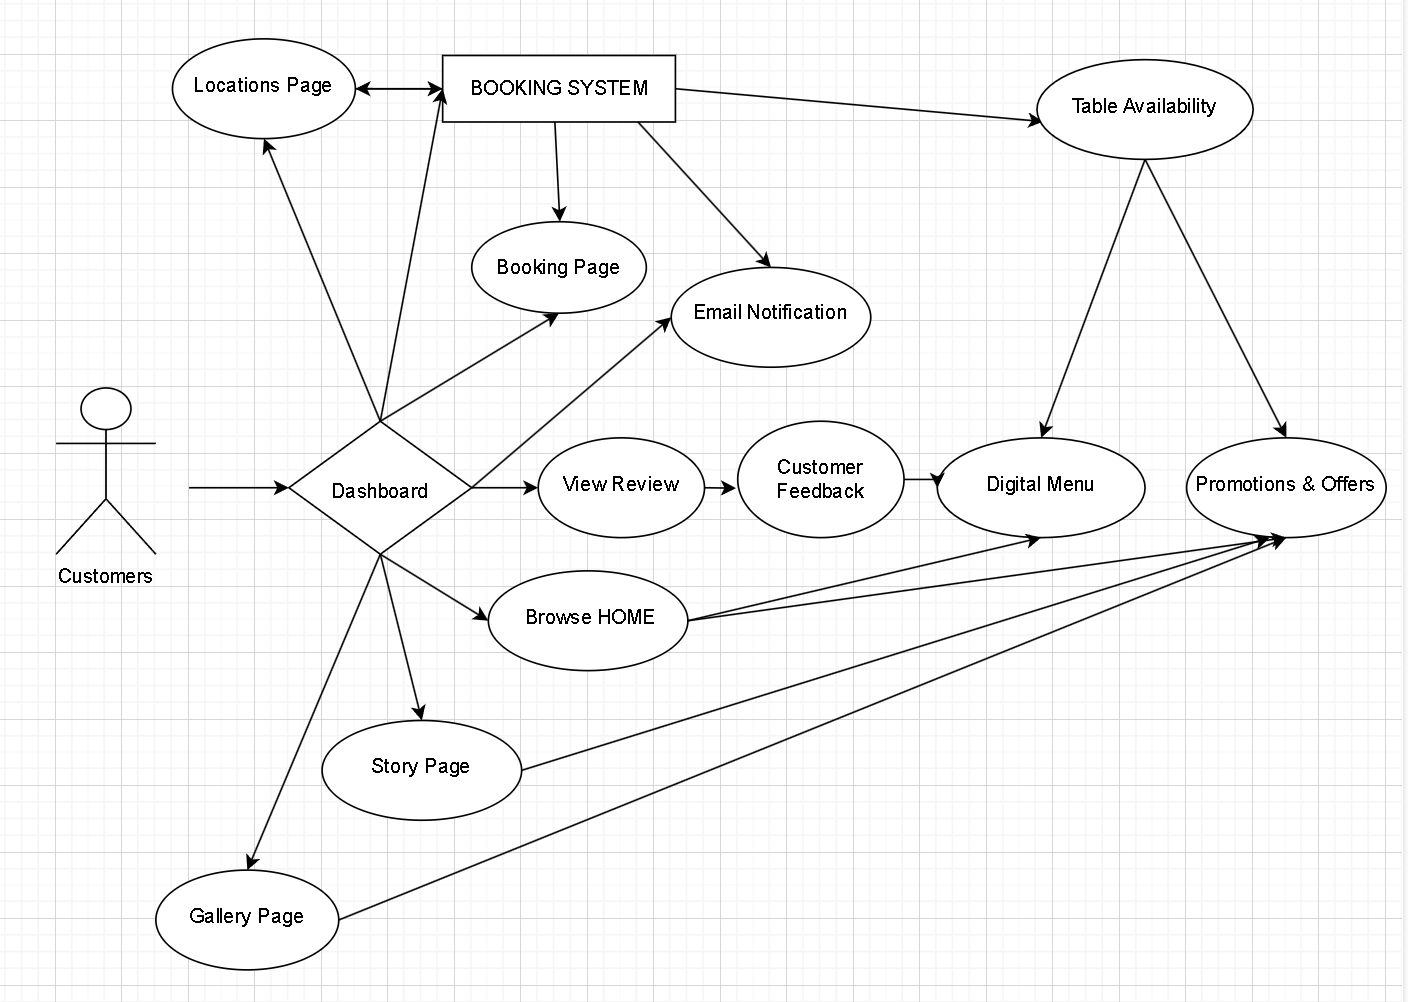 Locations Page
BOOKING SYSTEM
Table Availability
Booking Page
Email Notification
Customers
Dashboard
View Review
Customer
Feedback
Digital Menu
Promotions & Offers
Browse HOME
Story Page
Gallery Page